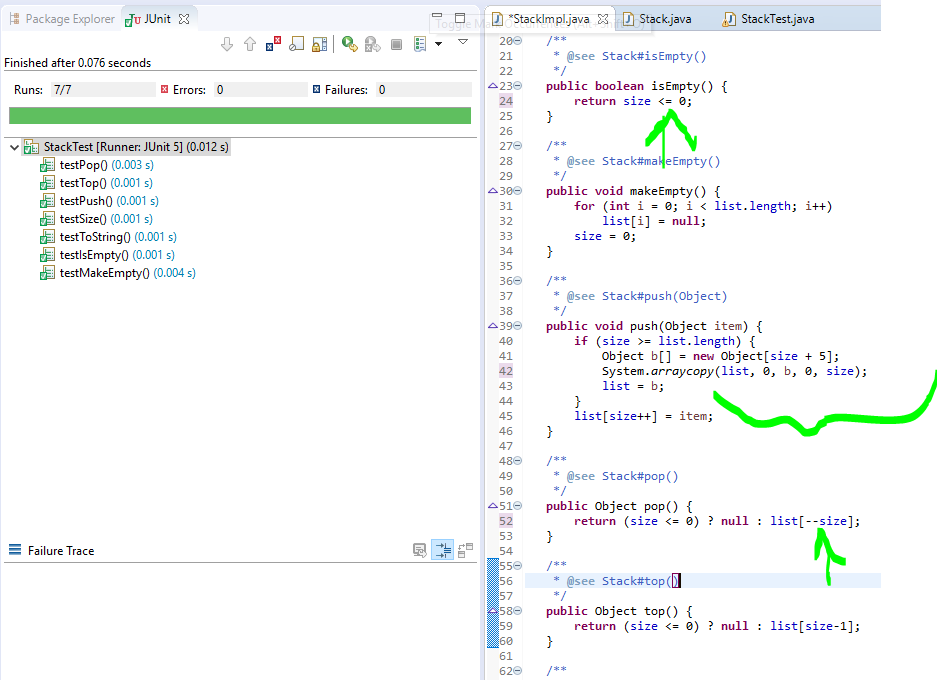 Package Explorer JUnit
Finished after 0.076 seconds
Runs: 7/7 Errors: 0 Failures: 0
StackTest [Runner: JUnit 5] (0.012 s)
testPop() (0.003 s)
testTop() (0.001 s)
testPush() (0.001 s)
testSize() (0.001 s)
testToString() (0.001 s)
testIsEmpty() (0.001 s)
testMakeEmpty() (0.004 s)
Failure Trace
*StackImpl.java Stack.java StackTest.java
20 /**
21 * @see Stack#isEmpty()
22 */
23 public boolean isEmpty() {
24 return size <= 0;
25 }
26
27 /**
28 * @see Stack#makeEmpty()
29 */
30 public void makeEmpty() {
31 for (int i = 0; i < list.length; i++)
32 list[i] = null;
33 size = 0;
34 }
35
36 /**
37 * @see Stack#push(Object)
38 */
39 public void push(Object item) {
40 if (size >= list.length) {
41 Object b[] = new Object[size + 5];
42 System.arraycopy(list, 0, b, 0, size);
43 list = b;
44 }
45 list[size++] = item;
46 }
47
48 /**
49 * @see Stack#pop()
50 */
51 public Object pop() {
52 return (size <= 0) ? null : list[--size];
53 }
54
55 /**
56 * @see Stack#top()
57 */
58 public Object top() {
59 return (size <= 0) ? null : list[size-1];
60 }
61
62 /**